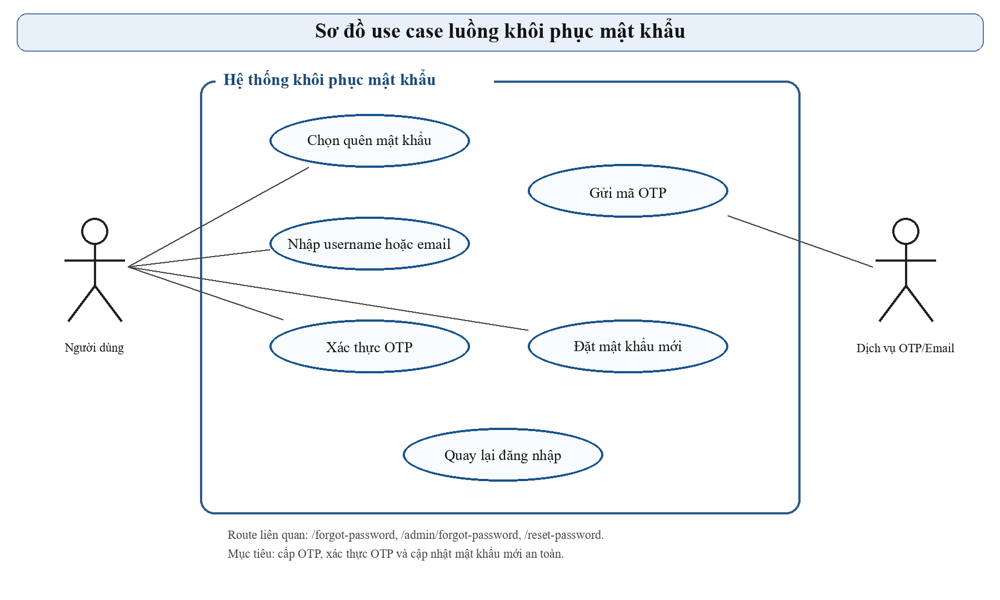 Sơ đồ use case luồng khôi phục mật khẩu
Hệ thống khôi phục mật khẩu
Chọn quên mật khẩu
Gửi mã OTP
Nhập username hoặc email
Xác thực OTP
Đặt mật khẩu mới
Người dùng
Dịch vụ OTP/Email
Quay lại đăng nhập
Route liên quan: /forgot-password, /admin/forgot-password, /reset-password.
Mục tiêu: cấp OTP, xác thực OTP và cập nhật mật khẩu mới an toàn.